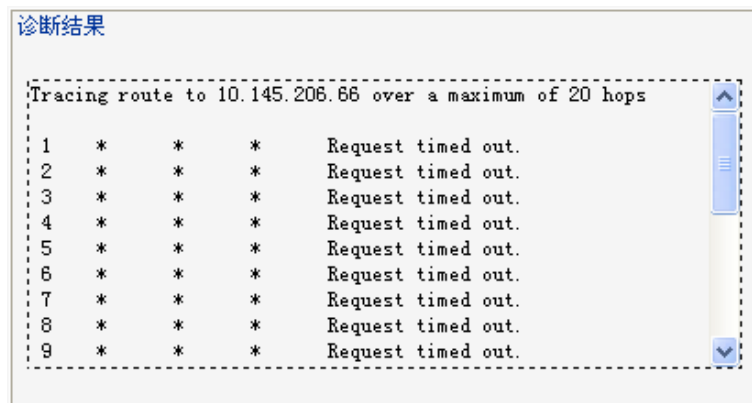 诊断结果
Tracing route to 10.145.206.66 over a maximum of 20 hops
1 * * * Request timed out.
2 * * * Request timed out.
3 * * * Request timed out.
4 * * * Request timed out.
5 * * * Request timed out.
6 * * * Request timed out.
7 * * * Request timed out.
8 * * * Request timed out.
9 * * * Request timed out.